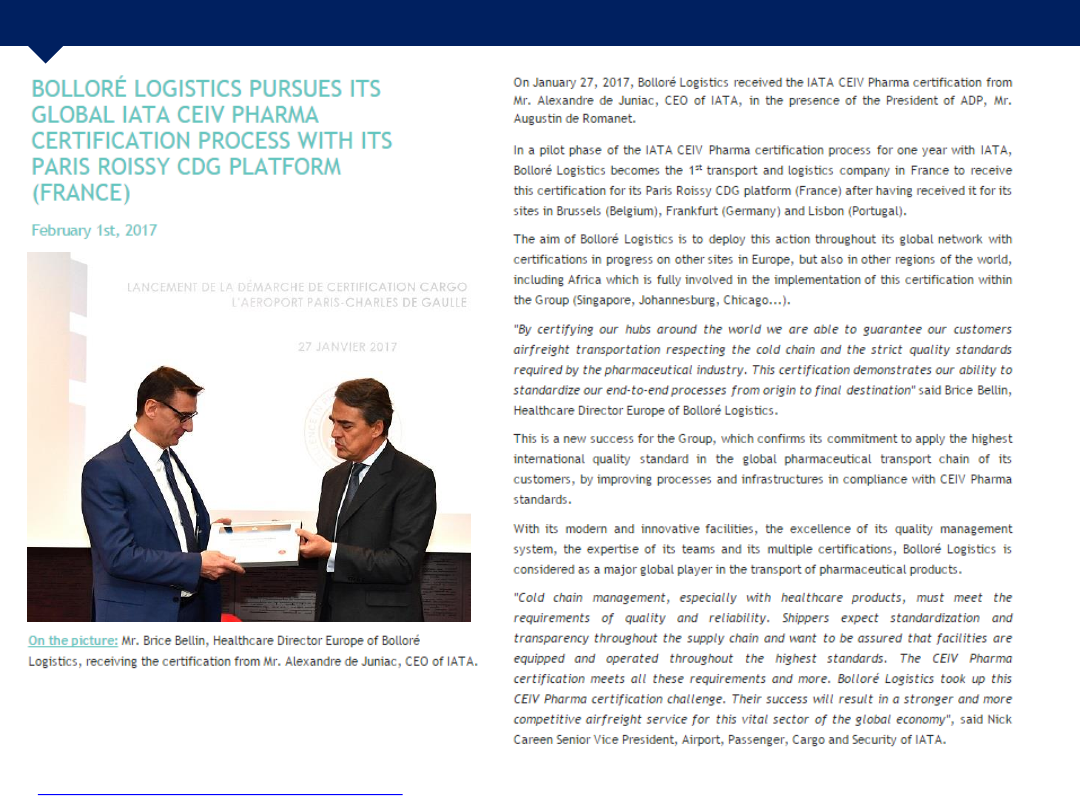 BOLLORÉ LOGISTICS PURSUES ITS
GLOBAL IATA CEIV PHARMA
CERTIFICATION PROCESS WITH ITS
PARIS ROISSY CDG PLATFORM
(FRANCE)
February 1st, 2017
LANCEMENT DE LA DÉMARCHE DE CERTIFICATION CARGO
L'AEROPORT PARIS-CHARLES DE GAULLE
27 JANVIER 2017
On the picture: Mr. Brice Bellin, Healthcare Director Europe of Bolloré
Logistics, receiving the certification from Mr. Alexandre de Juniac, CEO of IATA.
On January 27, 2017, Bolloré Logistics received the IATA CEIV Pharma certification from
Mr. Alexandre de Juniac, CEO of IATA, in the presence of the President of ADP, Mr.
Augustin de Romanet.
In a pilot phase of the IATA CEIV Pharma certification process for one year with IATA,
Bolloré Logistics becomes the 1st transport and logistics company in France to receive
this certification for its Paris Roissy CDG platform (France) after having received it for its
sites in Brussels (Belgium), Frankfurt (Germany) and Lisbon (Portugal).
The aim of Bolloré Logistics is to deploy this action throughout its global network with
certifications in progress on other sites in Europe, but also in other regions of the world,
including Africa which is fully involved in the implementation of this certification within
the Group (Singapore, Johannesburg, Chicago...).
"By certifying our hubs around the world we are able to guarantee our customers
airfreight transportation respecting the cold chain and the strict quality standards
required by the pharmaceutical industry. This certification demonstrates our ability to
standardize our end-to-end processes from origin to final destination" said Brice Bellin,
Healthcare Director Europe of Bolloré Logistics.
This is a new success for the Group, which confirms its commitment to apply the highest
international quality standard in the global pharmaceutical transport chain of its
customers, by improving processes and infrastructures in compliance with CEIV Pharma
standards.
With its modern and innovative facilities, the excellence of its quality management
system, the expertise of its teams and its multiple certifications, Bolloré Logistics is
considered as a major global player in the transport of pharmaceutical products.
"Cold chain management, especially with healthcare products, must meet the
requirements of quality and reliability. Shippers expect standardization and
transparency throughout the supply chain and want to be assured that facilities are
equipped and operated throughout the highest standards. The CEIV Pharma
certification meets all these requirements and more. Bolloré Logistics took up this
CEIV Pharma certification challenge. Their success will result in a stronger and more
competitive airfreight service for this vital sector of the global economy", said Nick
Careen Senior Vice President, Airport, Passenger, Cargo and Security of IATA.